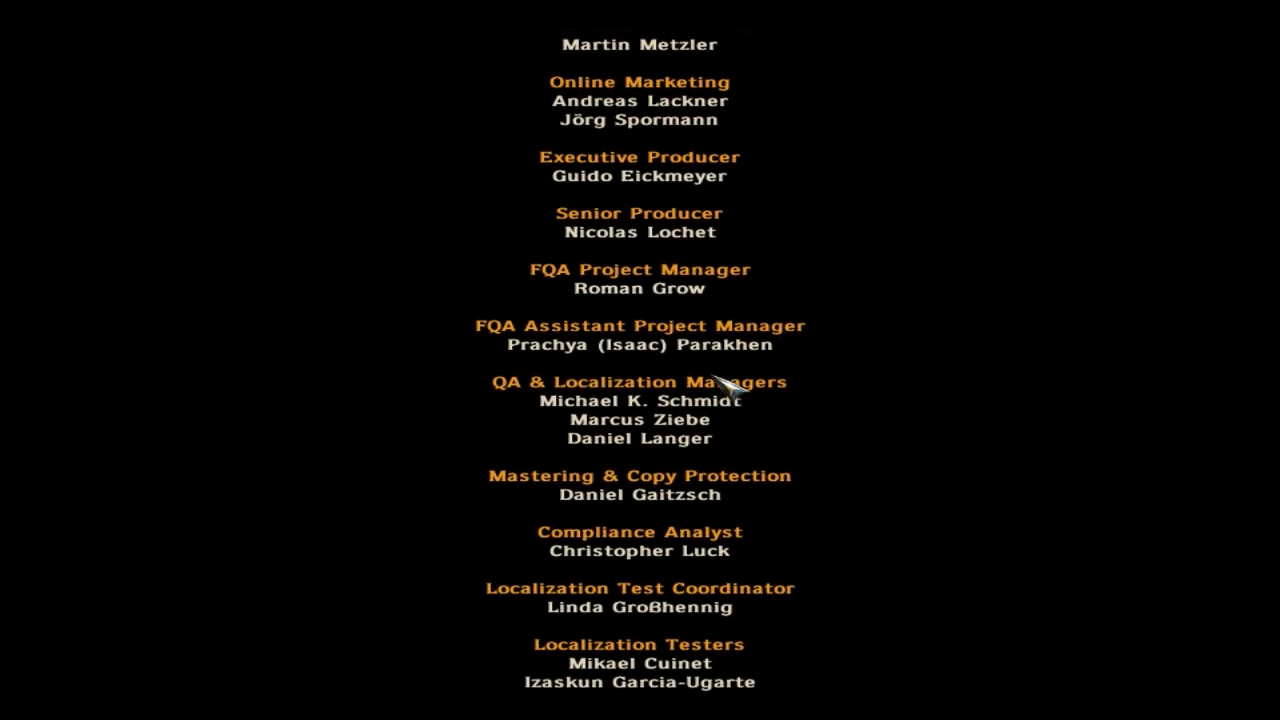 Martin Metzler
Online Marketing
Andreas Lackner
Jörg Spormann
Executive Producer
Guido Eickmeyer
Senior Producer
Nicolas Lochet
FQA Project Manager
Roman Grow
FQA Assistant Project Manager
Prachya (Isaac) Parakhen
QA & Localization Managers
Michael K. Schmidt
Marcus Ziebe
Daniel Langer
Mastering & Copy Protection
Daniel Gaitzsch
Compliance Analyst
Christopher Luck
Localization Test Coordinator
Linda Großhennig
Localization Testers
Mikael Cuinet
Izaskun Garcia-Ugarte